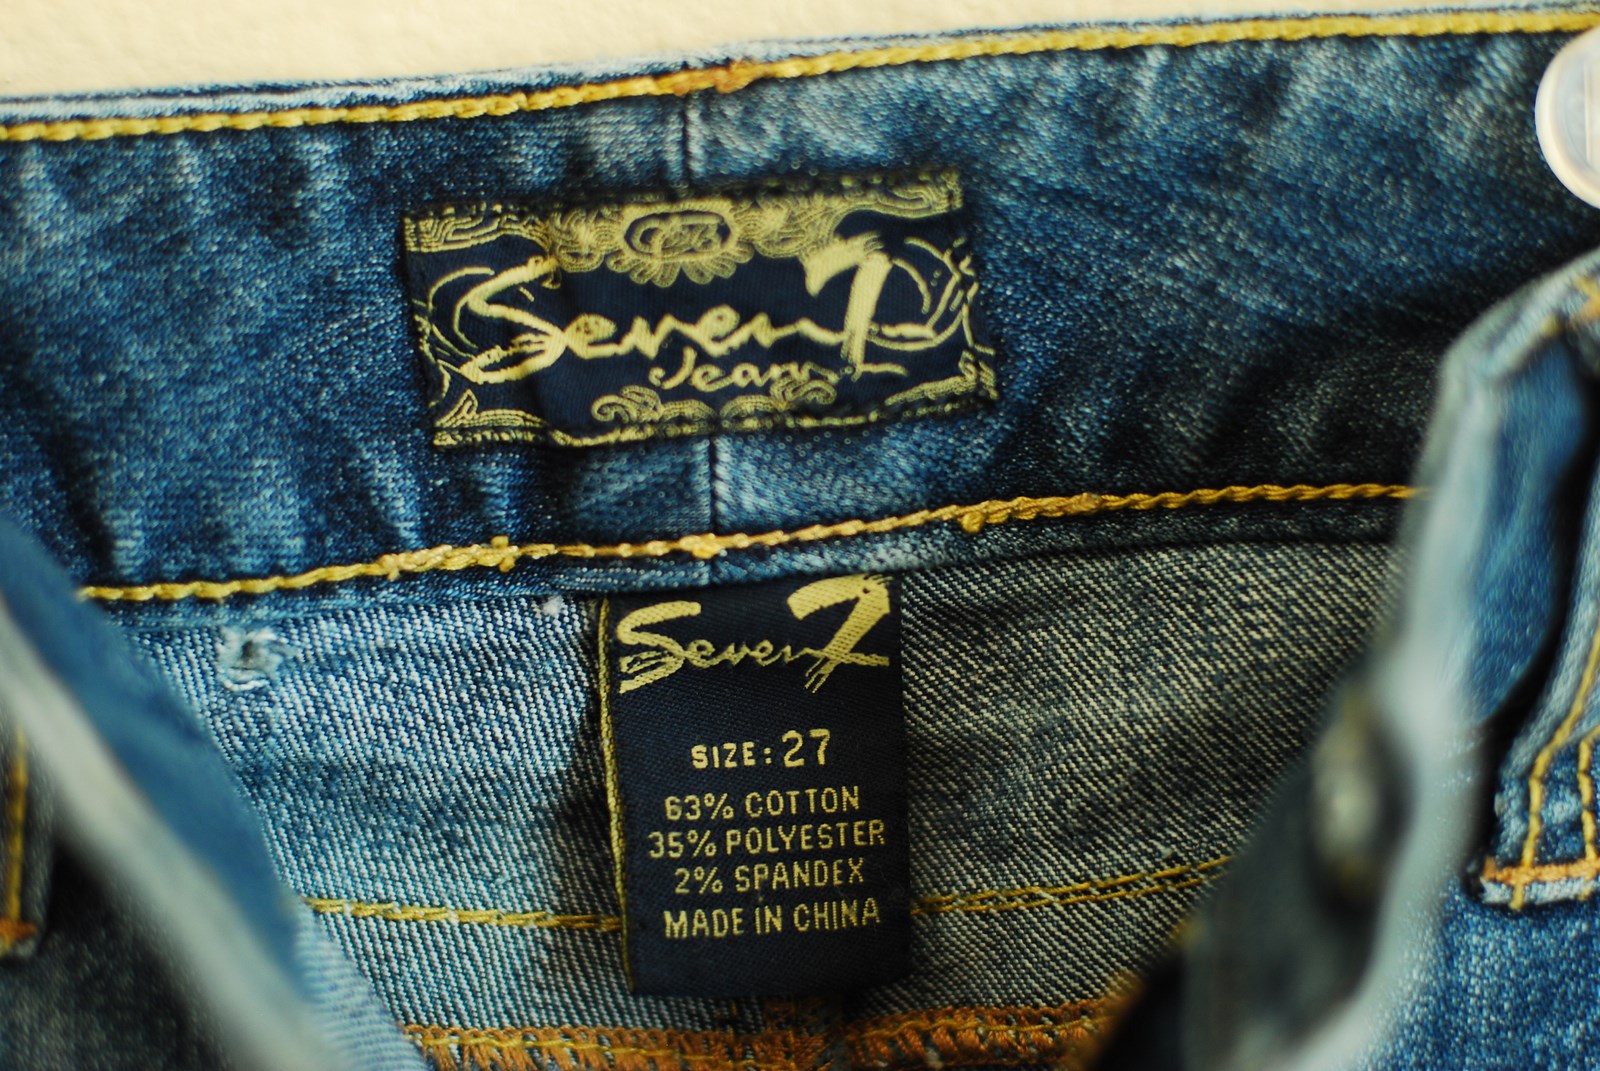 Seven7
Jeans
Seven7
SIZE: 27
63% COTTON
35% POLYESTER
2% SPANDEX
MADE IN CHINA